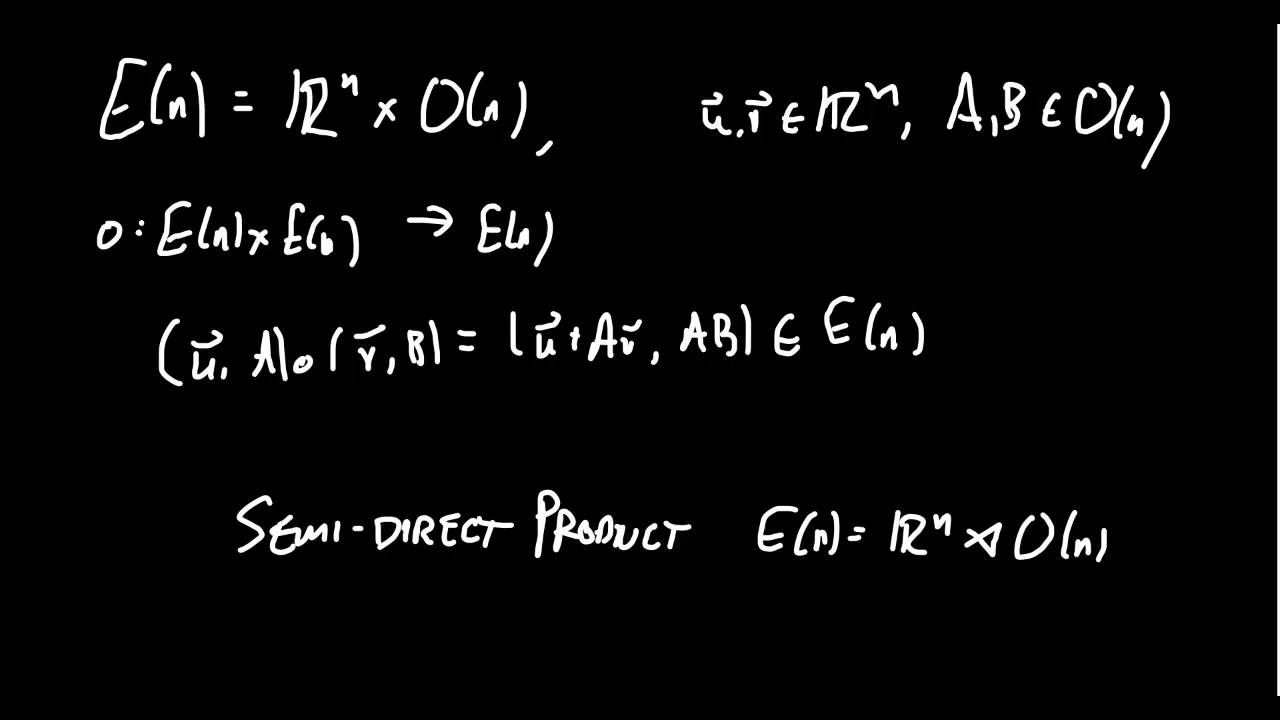 E(n) = ℝⁿ × O(n), u⃗, v⃗ ∈ ℝⁿ, A, B ∈ O(n)
o : E(n) × E(n) → E(n)
(u⃗, A) ∘ (v⃗, B) = (u⃗ + Av⃗, AB) ∈ E(n)
SEMI-DIRECT PRODUCT E(n) = ℝⁿ ⋊ O(n)